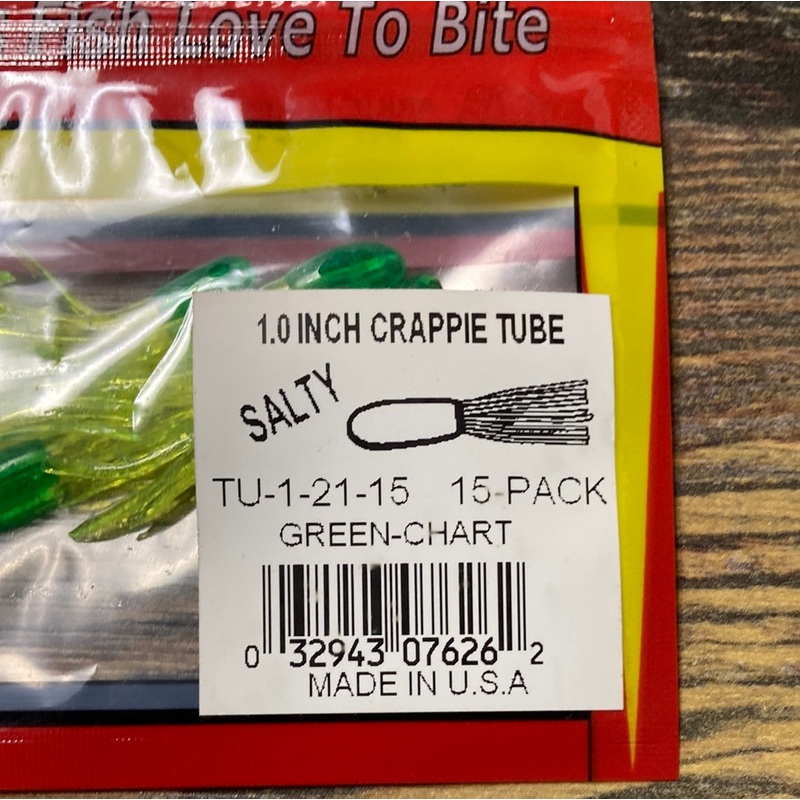 Fish Love To Bite
1.0 INCH CRAPPIE TUBE
SALTY
TU-1-21-15 15-PACK
GREEN-CHART
0 32943 07626 2
MADE IN U.S.A